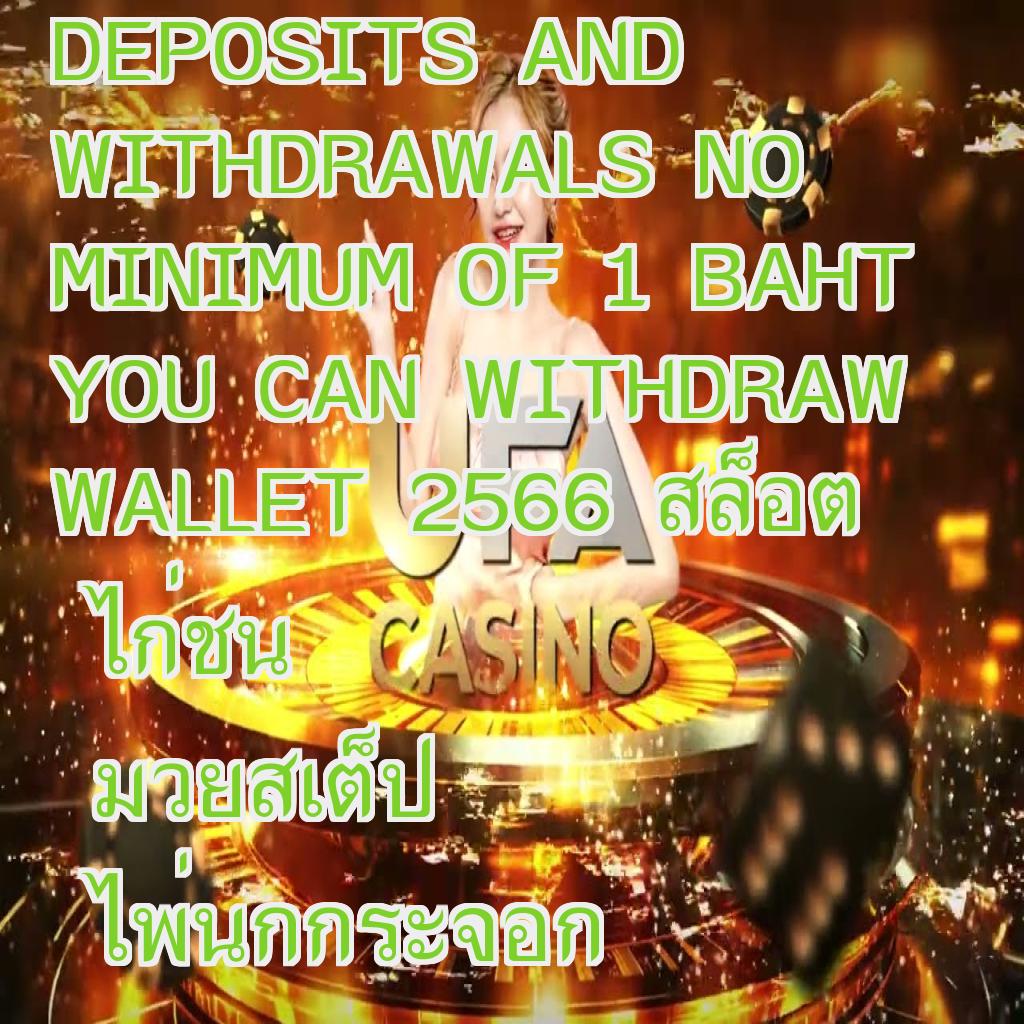 DEPOSITS AND
WITHDRAWALS NO
MINIMUM OF 1 BAHT
YOU CAN WITHDRAW
WALLET 2566 สล็อต
ไก่ชน
มวยสเต็ป
ไพ่นกกระจอก
UFA
CASINO